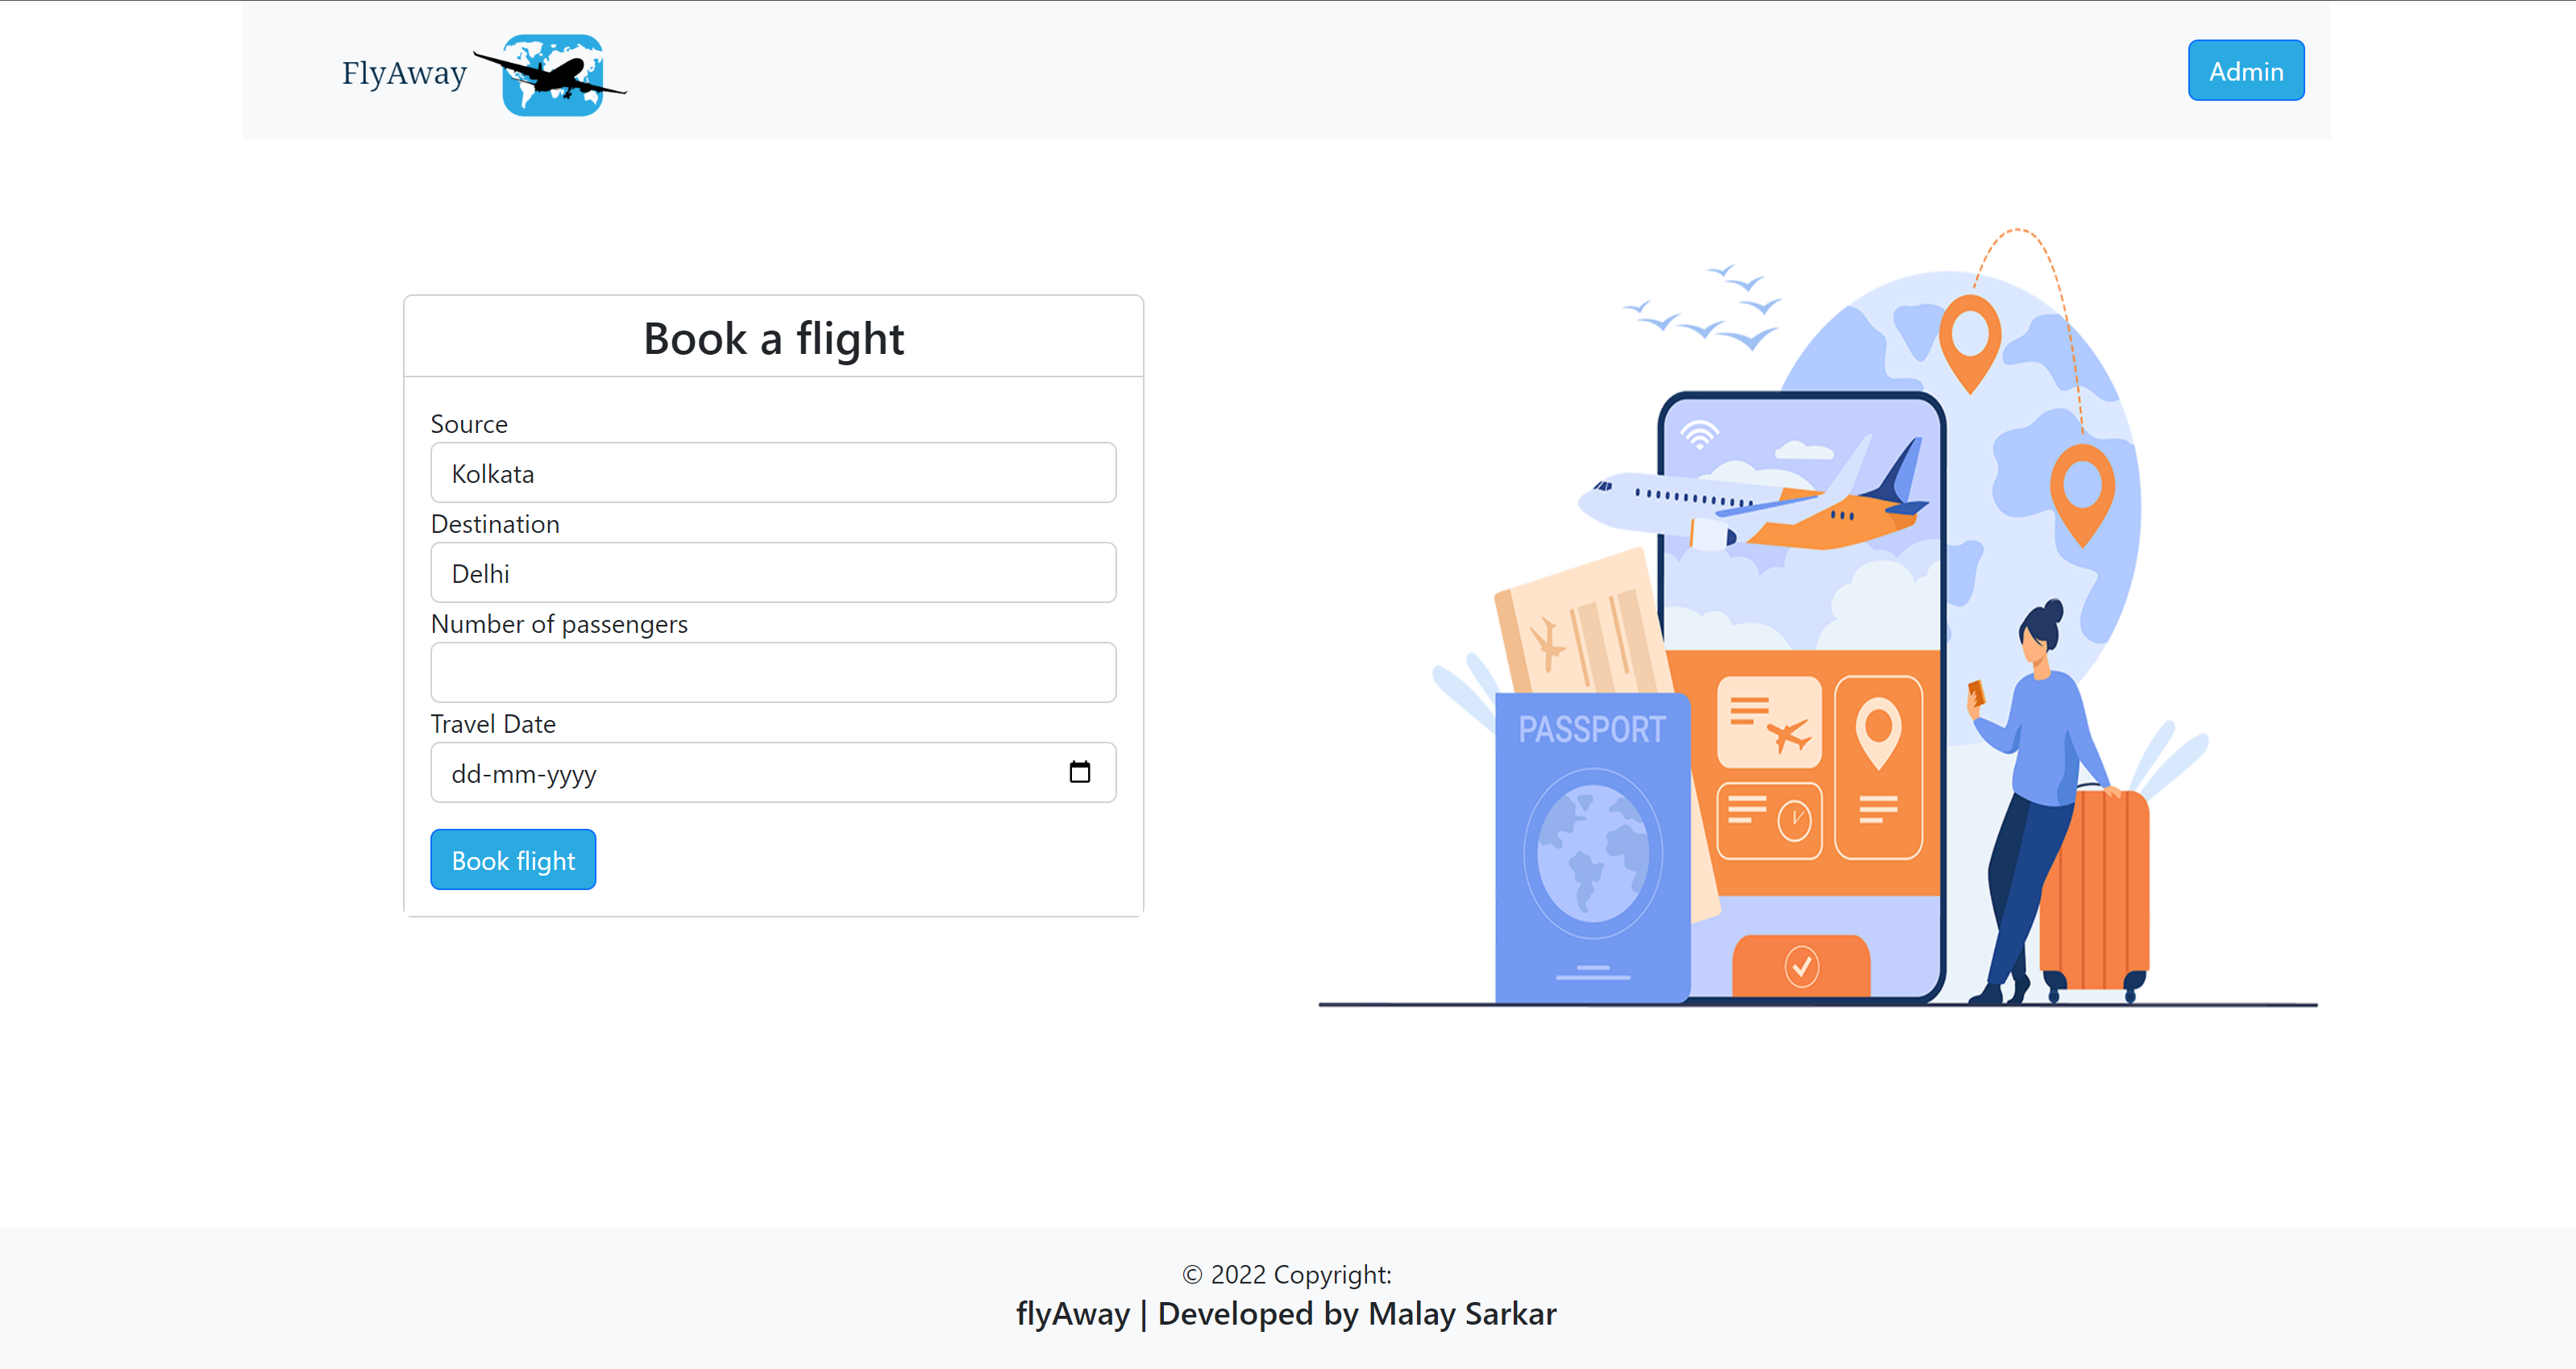 FlyAway
Admin
Book a flight
Source
Kolkata
Destination
Delhi
Number of passengers
Travel Date
dd-mm-yyyy
Book flight
PASSPORT
© 2022 Copyright:
flyAway | Developed by Malay Sarkar